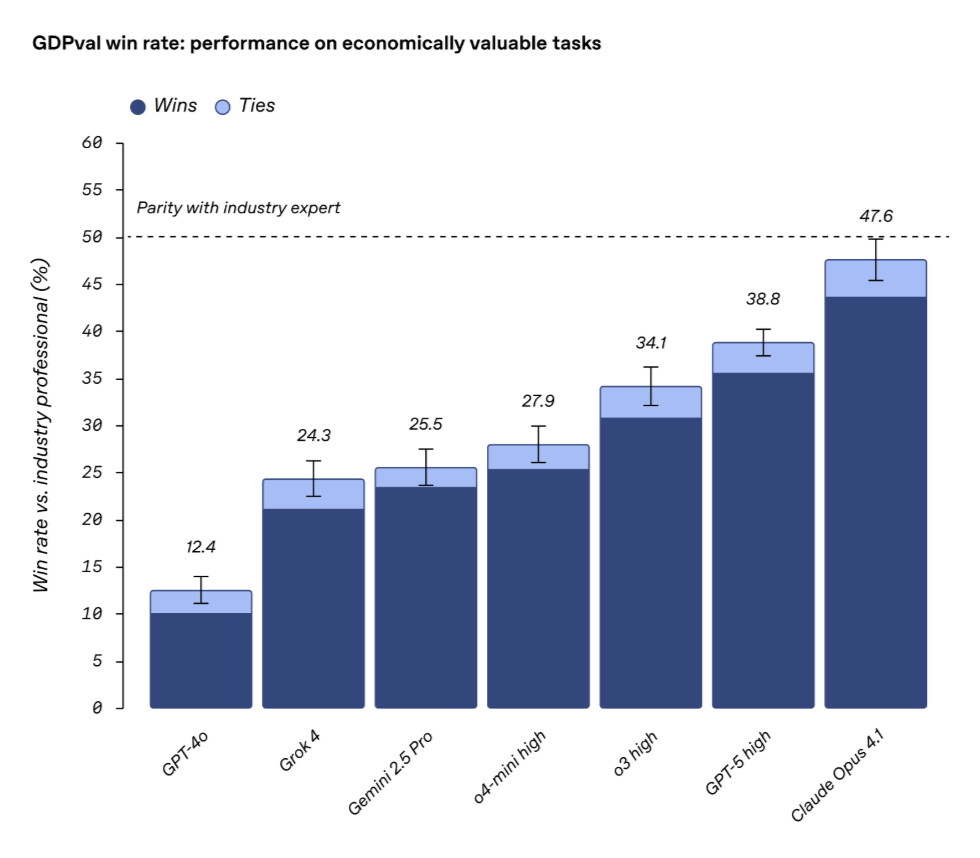 GDPval win rate: performance on economically valuable tasks
Wins Ties
Win rate vs. industry professional (%)
60
55
50
45
40
35
30
25
20
15
10
5
0
Parity with industry expert
12.4
24.3
25.5
27.9
34.1
38.8
47.6
GPT-4o
Grok 4
Gemini 2.5 Pro
o4-mini high
o3 high
GPT-5 high
Claude Opus 4.1